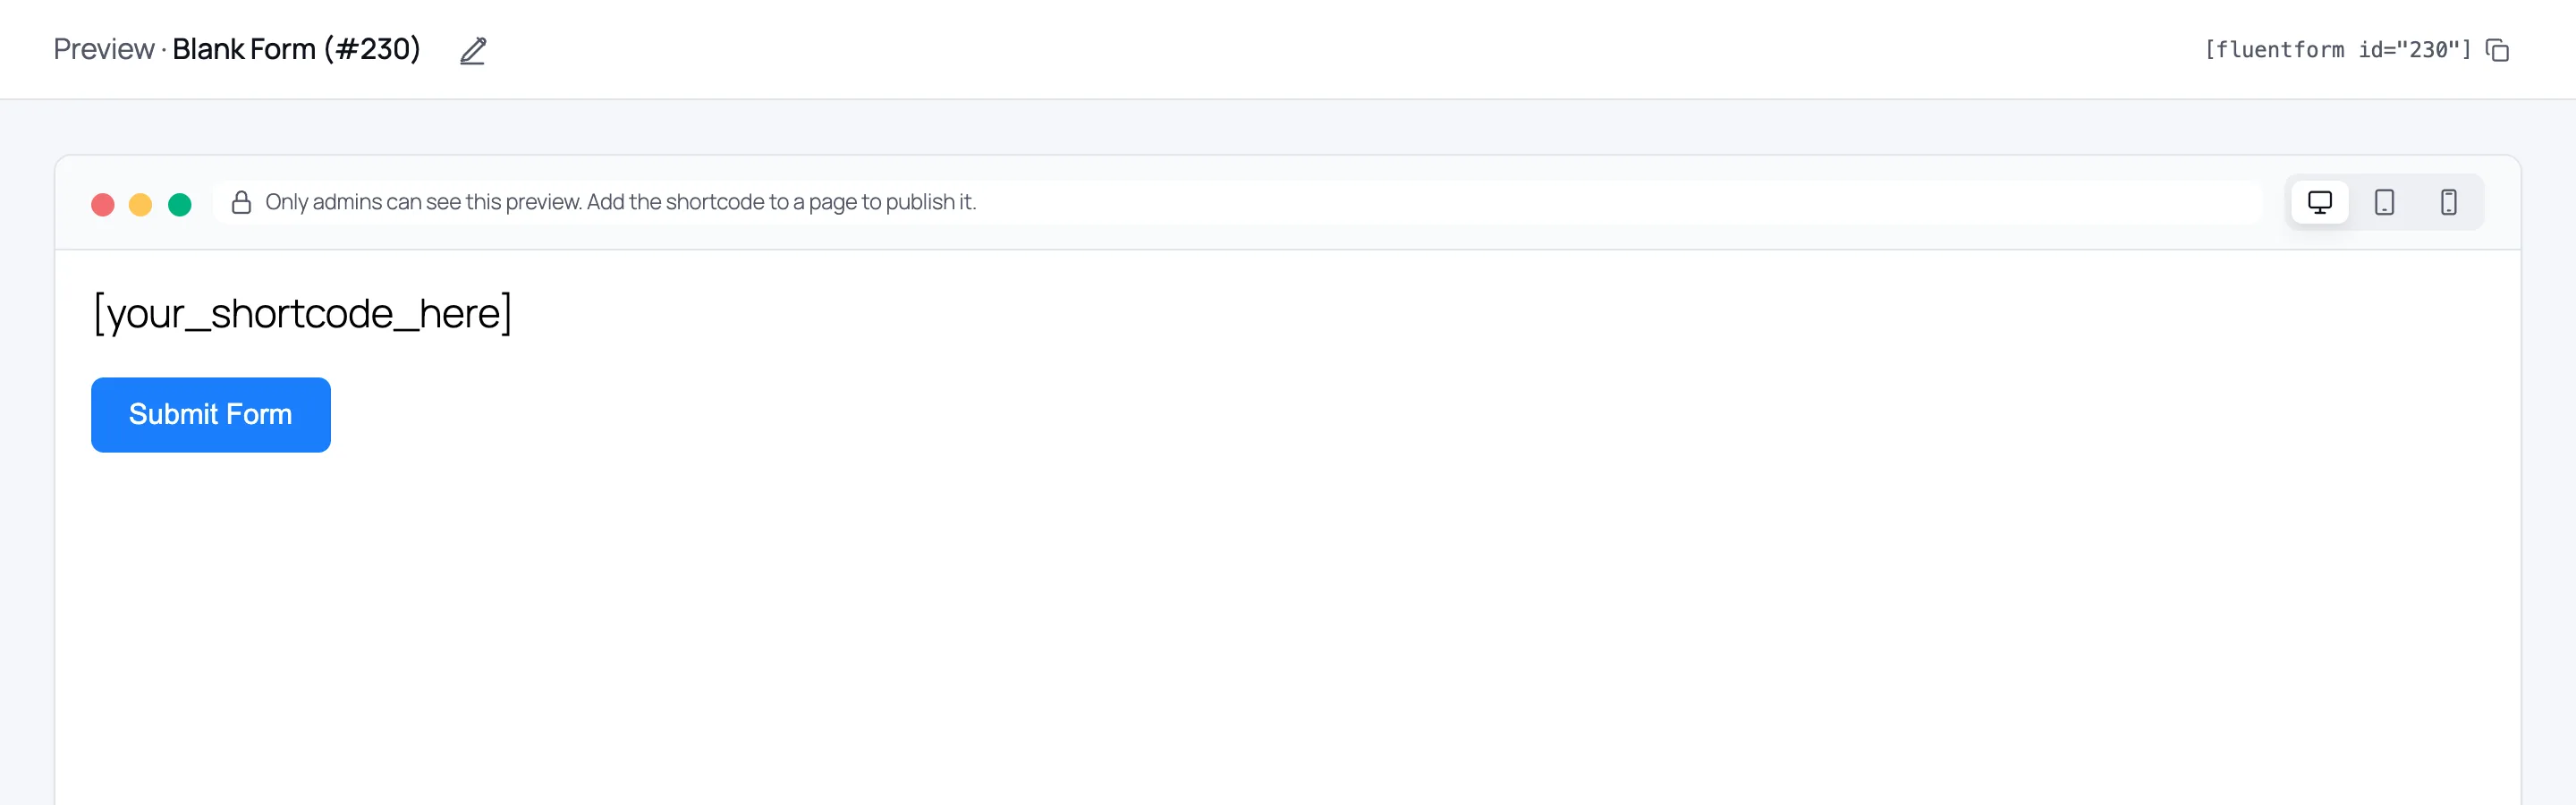 Preview · Blank Form (#230)
[fluentform id="230"]
Only admins can see this preview. Add the shortcode to a page to publish it.
[your_shortcode_here]
Submit Form